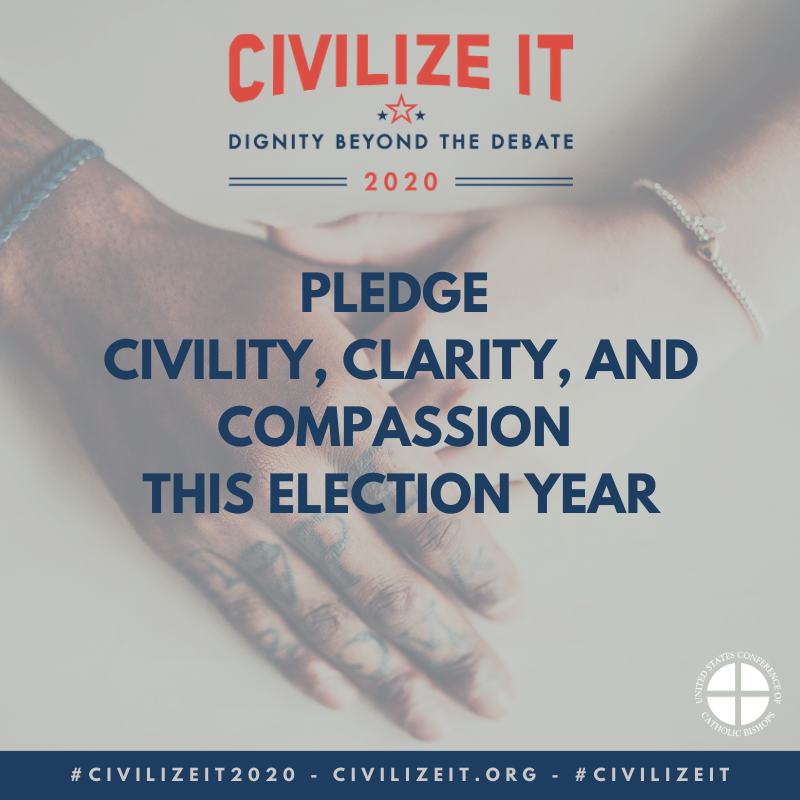 CIVILIZE IT
DIGNITY BEYOND THE DEBATE
2020
PLEDGE
CIVILITY, CLARITY, AND
COMPASSION
THIS ELECTION YEAR
UNITED STATES CONFERENCE OF
CATHOLIC BISHOPS
#CIVILIZEIT2020 - CIVILIZEIT.ORG - #CIVILIZEIT